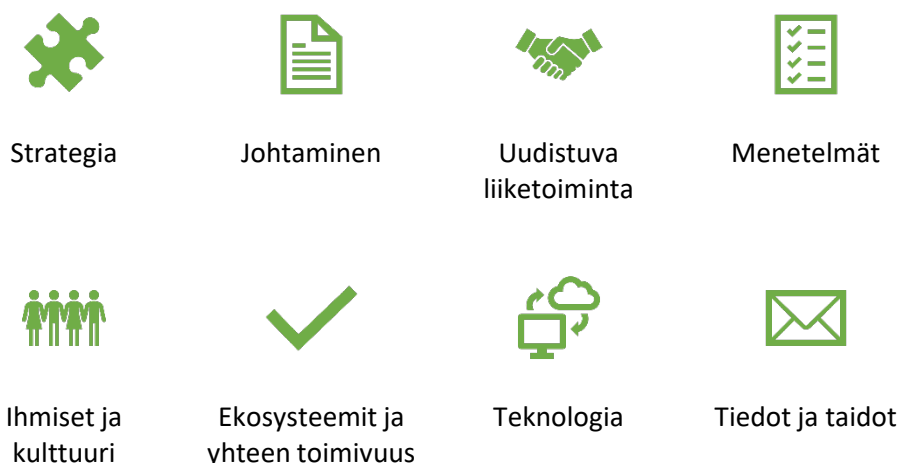 Strategia
Johtaminen
Uudistuva
liiketoiminta
Menetelmät
Ihmiset ja
kulttuuri
Ekosysteemit ja
yhteen toimivuus
Teknologia
Tiedot ja taidot